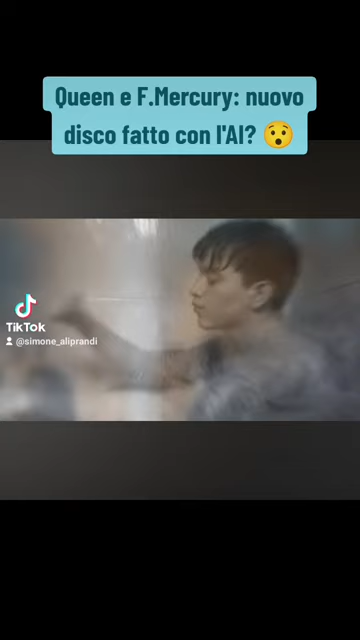 Queen e F.Mercury: nuovo
disco fatto con l'AI? 😯
TikTok
@simone_aliprandi